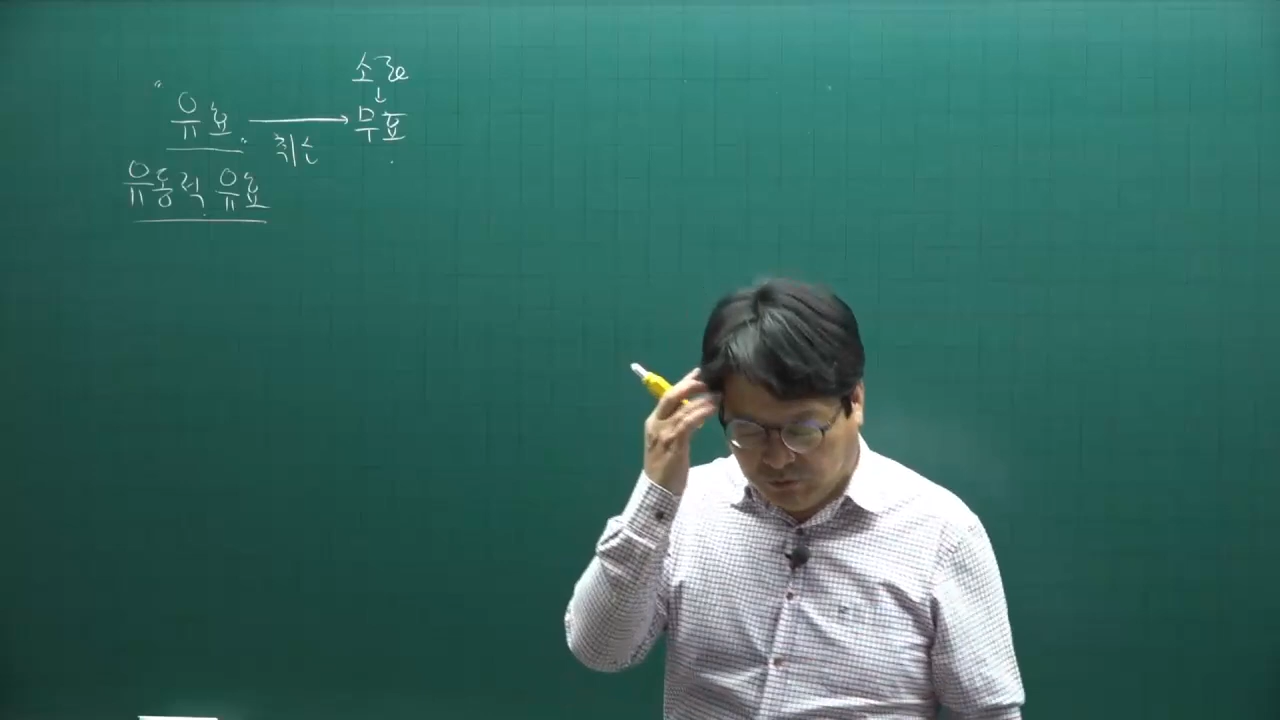 소급
↓
"유효" → 무효
취소
유동적 유효